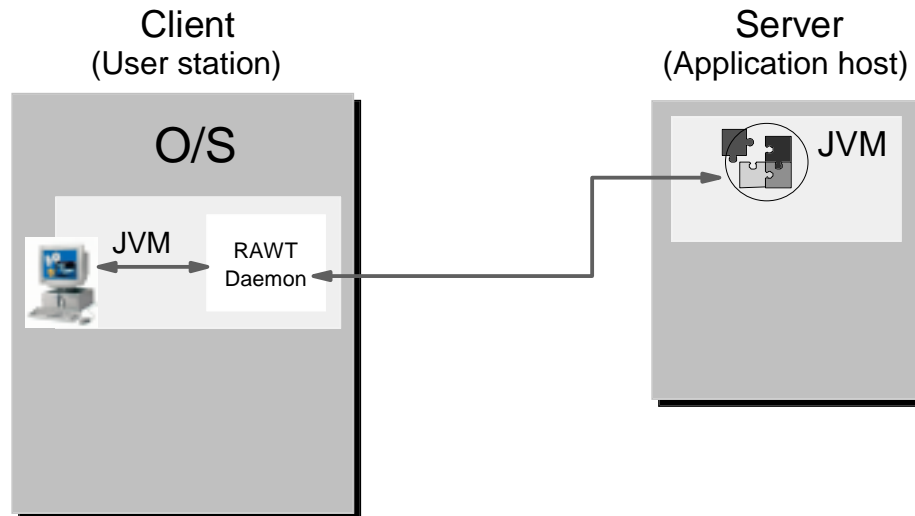 Client
(User station)
Server
(Application host)
O/S
JVM
JVM
RAWT
Daemon